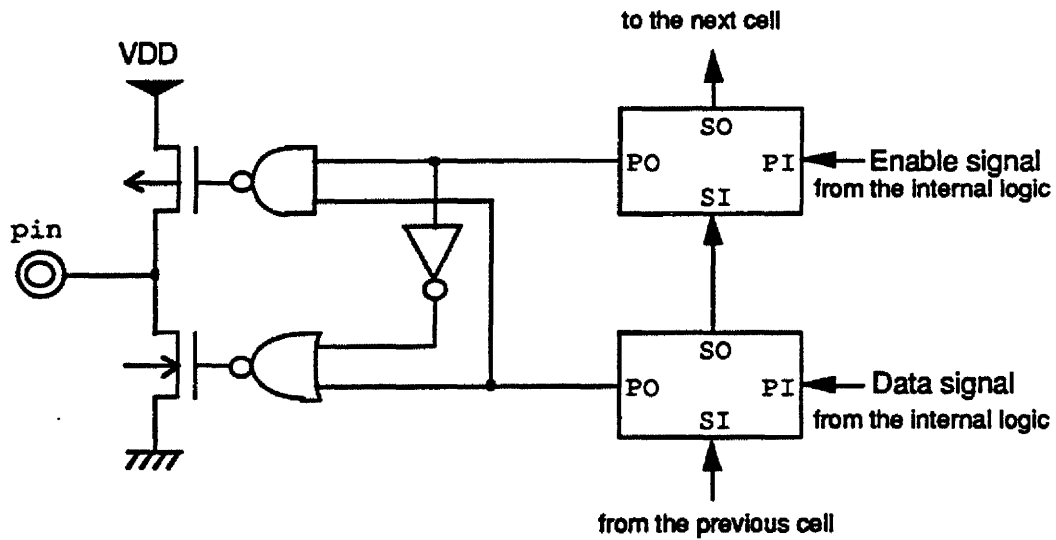 to the next cell
VDD
SO
PO PI
SI
Enable signal
from the internal logic
pin
SO
PO PI
SI
Data signal
from the internal logic
from the previous cell